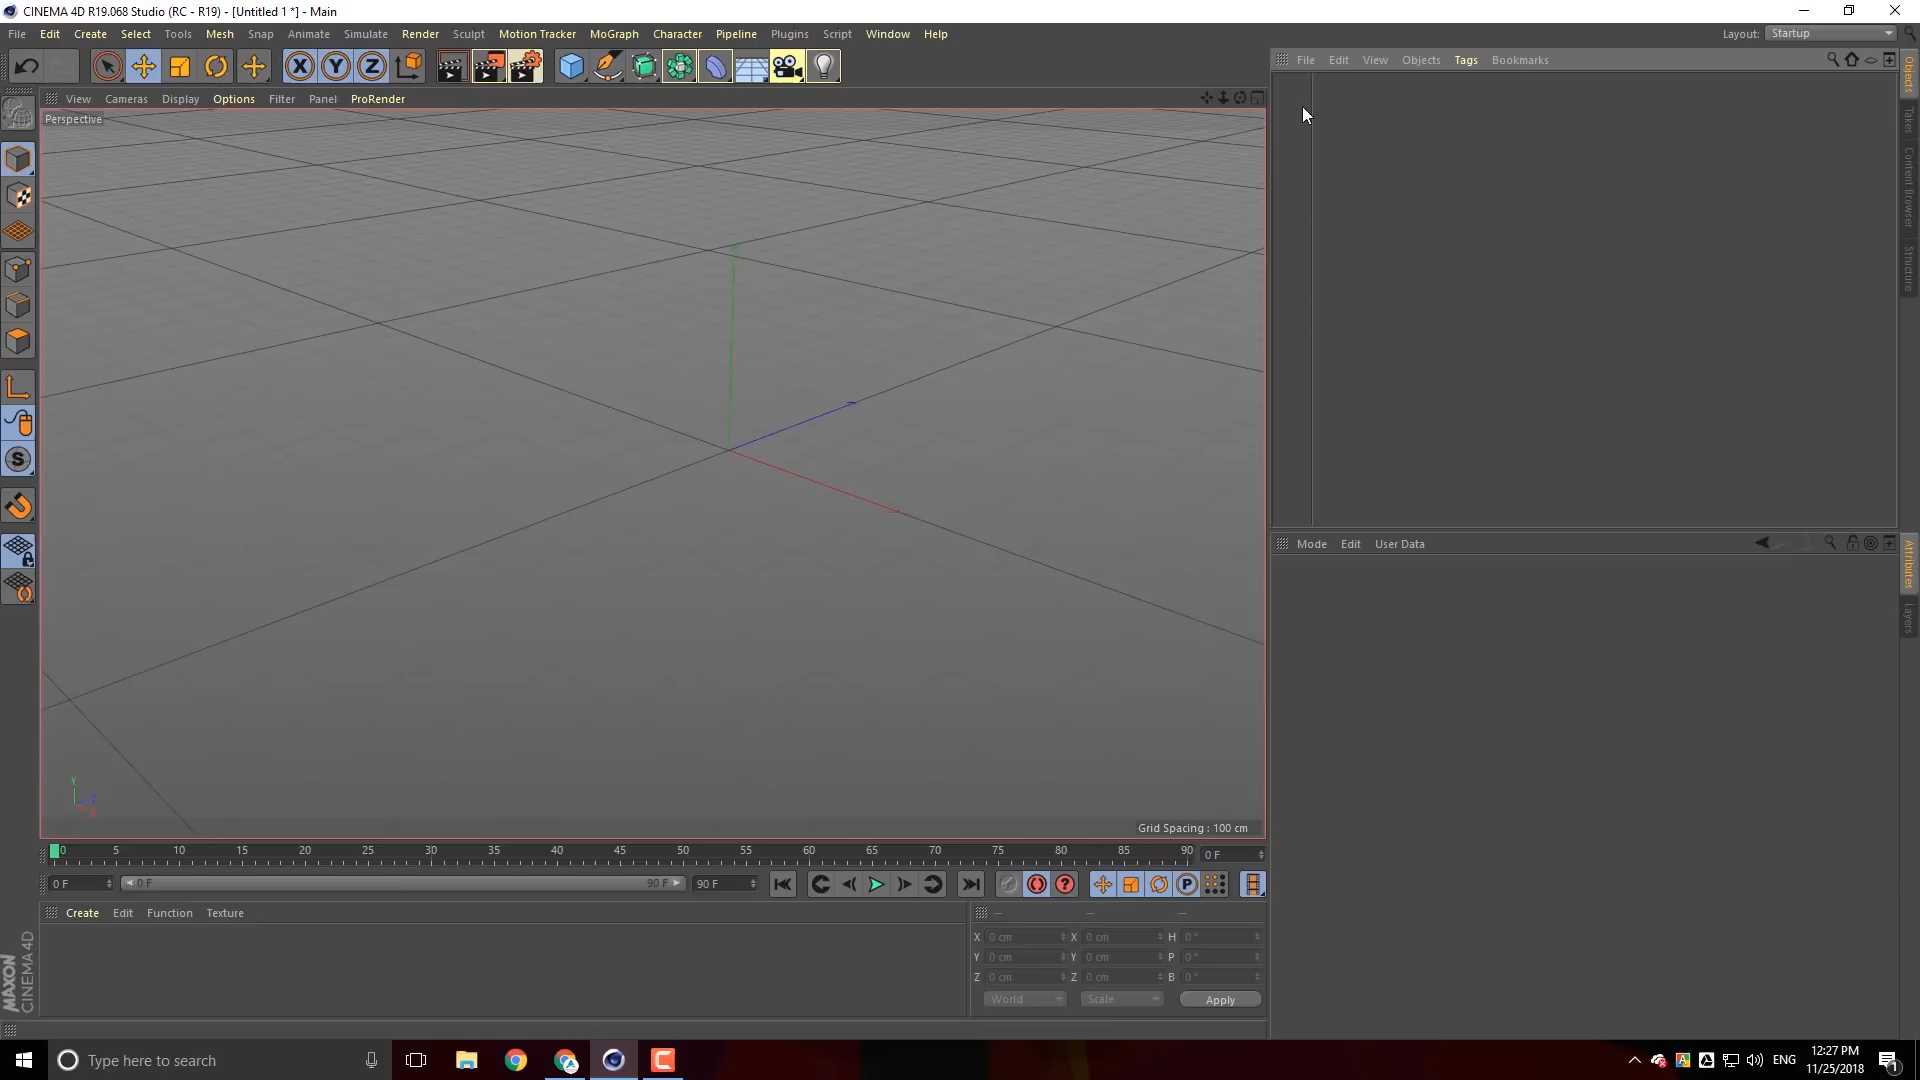 CINEMA 4D R19.068 Studio (RC - R19) - [Untitled 1 *] - Main
File Edit Create Select Tools Mesh Snap Animate Simulate Render Sculpt Motion Tracker MoGraph Character Pipeline Plugins Script Window Help
Layout: Startup
X Y Z
File Edit View Objects Tags Bookmarks
View Cameras Display Options Filter Panel ProRender
Perspective
Objects
Takes
Content Browser
Structure
S
Mode Edit User Data
Attributes
Layers
Y
Z
X
Grid Spacing : 100 cm
0 5 10 15 20 25 30 35 40 45 50 55 60 65 70 75 80 85 90 0 F
0 F 0 F 90 F 90 F ? P
Create Edit Function Texture
X 0 cm X 0 cm H 0 °
Y 0 cm Y 0 cm P 0 °
Z 0 cm Z 0 cm B 0 °
World Scale Apply
MAXON
CINEMA 4D
Type here to search
ENG
12:27 PM
11/25/2018
1